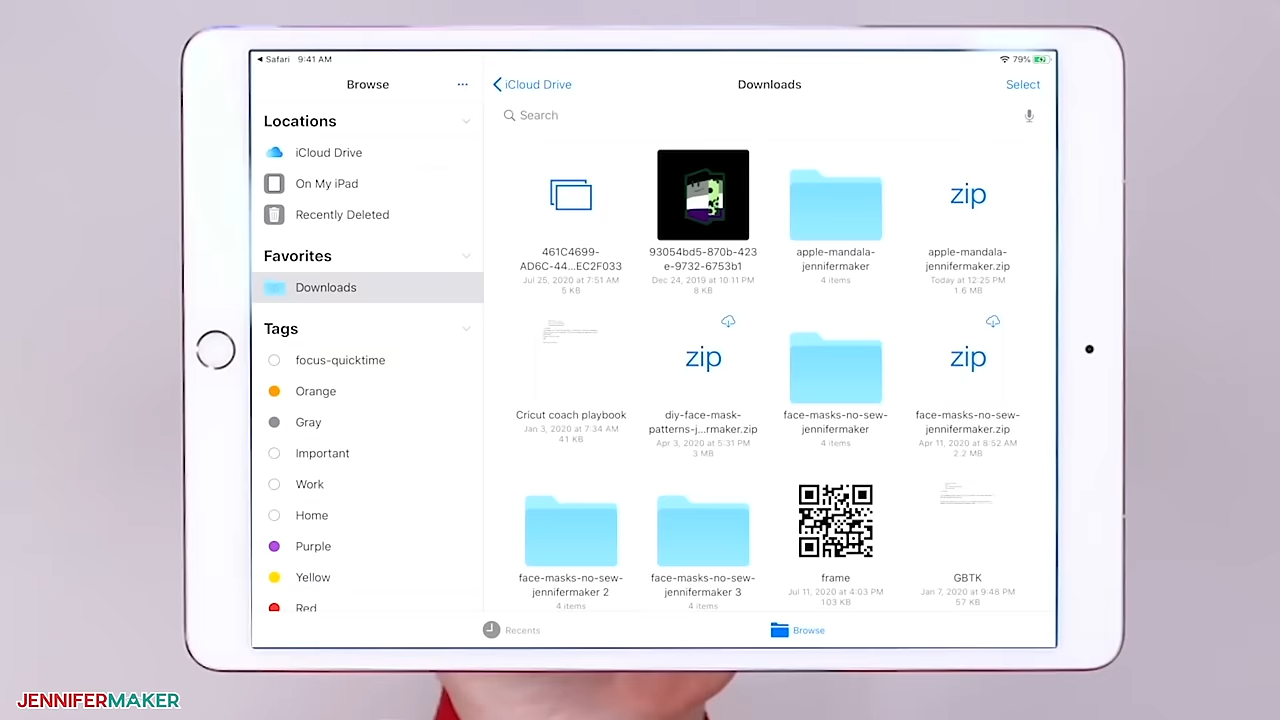 Safari 9:41 AM
79%
Browse
iCloud Drive
Downloads
Select
Search
Locations
iCloud Drive
On My iPad
Recently Deleted
Favorites
Downloads
Tags
focus-quicktime
Orange
Gray
Important
Work
Home
Purple
Yellow
Red
461C4699-
AD6C-44...EC2F033
Jul 25, 2020 at 7:51 AM
5 KB
93054bd5-870b-423
e-9732-6753b1
Dec 24, 2019 at 10:11 PM
8 KB
apple-mandala-
jennifermaker
4 items
zip
apple-mandala-
jennifermaker.zip
Today at 12:25 PM
1.6 MB
Cricut coach playbook
Jan 3, 2020 at 7:34 AM
41 KB
zip
diy-face-mask-
patterns-j...rmaker.zip
Apr 3, 2020 at 5:31 PM
3 MB
face-masks-no-sew-
jennifermaker
4 items
zip
face-masks-no-sew-
jennifermaker.zip
Apr 11, 2020 at 8:52 AM
2.2 MB
face-masks-no-sew-
jennifermaker 2
4 items
face-masks-no-sew-
jennifermaker 3
4 items
frame
Jul 11, 2020 at 4:03 PM
103 KB
GBTK
Jan 7, 2020 at 9:48 PM
57 KB
Recents
Browse
JENNIFERMAKER